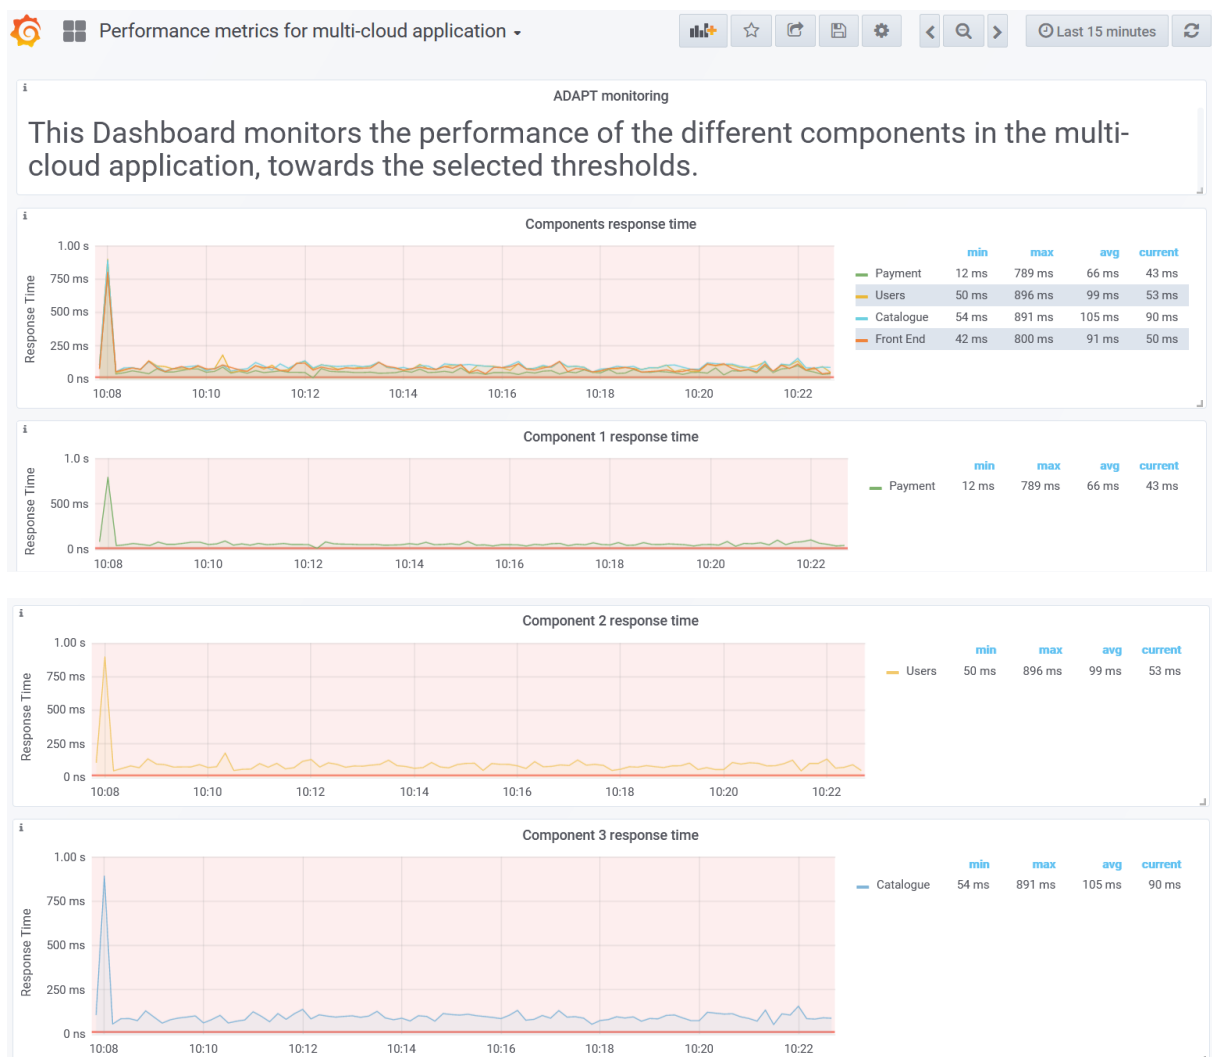 Performance metrics for multi-cloud application
Last 15 minutes
ADAPT monitoring
This Dashboard monitors the performance of the different components in the multi-
cloud application, towards the selected thresholds.
Components response time
Response Time
1.00 s
750 ms
500 ms
250 ms
0 ns
10:08 10:10 10:12 10:14 10:16 10:18 10:20 10:22
min max avg current
Payment 12 ms 789 ms 66 ms 43 ms
Users 50 ms 896 ms 99 ms 53 ms
Catalogue 54 ms 891 ms 105 ms 90 ms
Front End 42 ms 800 ms 91 ms 50 ms
Component 1 response time
Response Time
1.0 s
500 ms
0 ns
10:08 10:10 10:12 10:14 10:16 10:18 10:20 10:22
min max avg current
Payment 12 ms 789 ms 66 ms 43 ms
Component 2 response time
Response Time
1.00 s
750 ms
500 ms
250 ms
0 ns
10:08 10:10 10:12 10:14 10:16 10:18 10:20 10:22
min max avg current
Users 50 ms 896 ms 99 ms 53 ms
Component 3 response time
Response Time
1.00 s
750 ms
500 ms
250 ms
0 ns
10:08 10:10 10:12 10:14 10:16 10:18 10:20 10:22
min max avg current
Catalogue 54 ms 891 ms 105 ms 90 ms